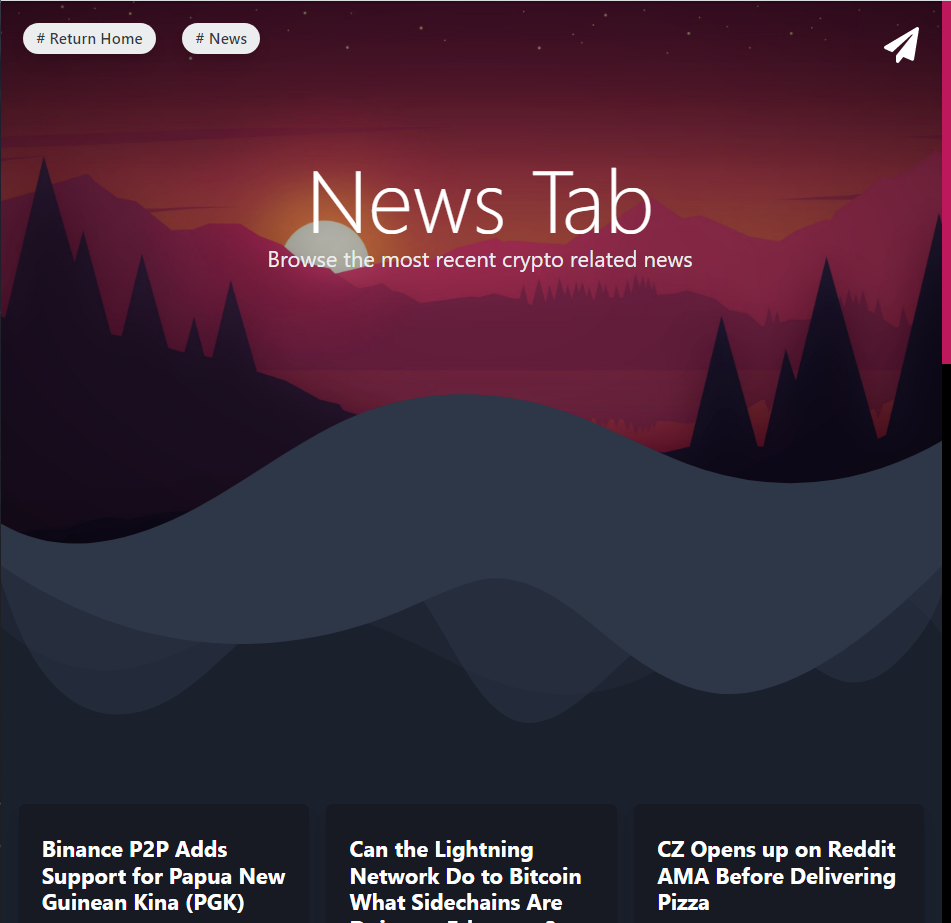 # Return Home
# News
News Tab
Browse the most recent crypto related news
Binance P2P Adds
Support for Papua New
Guinean Kina (PGK)
Can the Lightning
Network Do to Bitcoin
What Sidechains Are
CZ Opens up on Reddit
AMA Before Delivering
Pizza